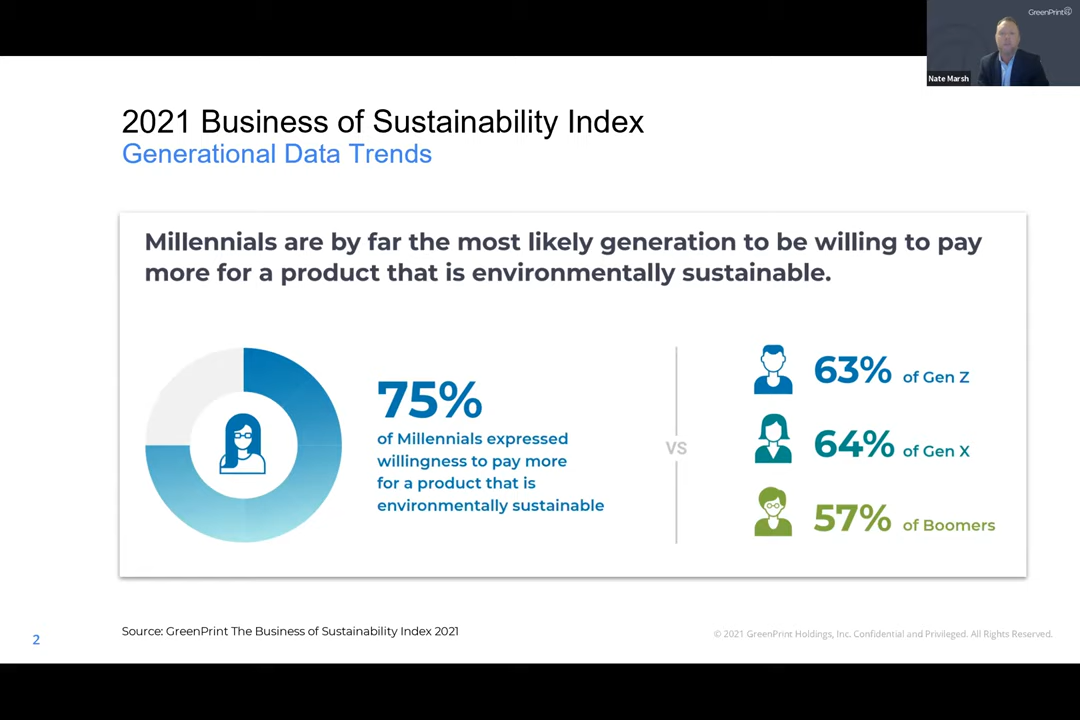 GreenPrint
Nate Marsh
2021 Business of Sustainability Index
Generational Data Trends
Millennials are by far the most likely generation to be willing to pay
more for a product that is environmentally sustainable.
75%
of Millennials expressed
willingness to pay more
for a product that is
environmentally sustainable
VS
63% of Gen Z
64% of Gen X
57% of Boomers
Source: GreenPrint The Business of Sustainability Index 2021
2
© 2021 GreenPrint Holdings, Inc. Confidential and Privileged. All Rights Reserved.